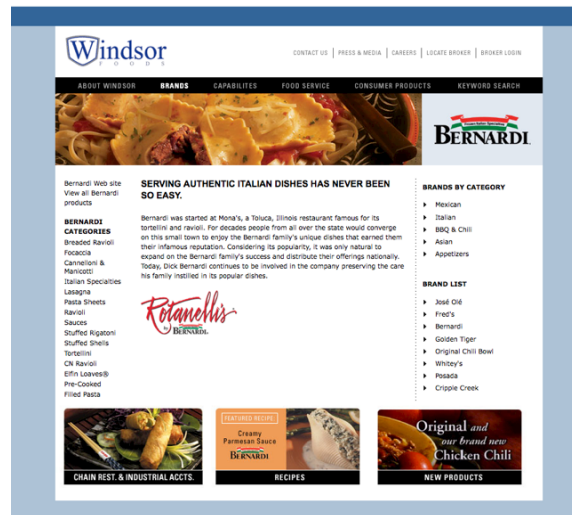 Windsor
FOODS
CONTACT US | PRESS & MEDIA | CAREERS | LOCATE BROKER | BROKER LOGIN
ABOUT WINDSOR BRANDS CAPABILITES FOOD SERVICE CONSUMER PRODUCTS KEYWORD SEARCH
BERNARDI
Bernardi Web site
View all Bernardi
products
BERNARDI
CATEGORIES
Breaded Ravioli
Focaccia
Cannelloni &
Manicotti
Italian Specialties
Lasagna
Pasta Sheets
Ravioli
Sauces
Stuffed Rigatoni
Stuffed Shells
Tortellini
CN Ravioli
Elfin Loaves®
Pre-Cooked
Filled Pasta
SERVING AUTHENTIC ITALIAN DISHES HAS NEVER BEEN
SO EASY.
Bernardi was started at Mona's, a Toluca, Illinois restaurant famous for its
tortellini and ravioli. For decades people from all over the state would converge
on this small town to enjoy the Bernardi family's unique dishes that earned them
their infamous reputation. Considering its popularity, it was only natural to
expand on the Bernardi family's success and distribute their offerings nationally.
Today, Dick Bernardi continues to be involved in the company preserving the care
his family instilled in its popular dishes.
Rotanelli's
by BERNARDI.
BRANDS BY CATEGORY
Mexican
Italian
BBQ & Chili
Asian
Appetizers
BRAND LIST
José Olé
Fred's
Bernardi
Golden Tiger
Original Chili Bowl
Whitey's
Posada
Cripple Creek
CHAIN REST. & INDUSTRIAL ACCTS.
FEATURED RECIPE
Creamy
Parmesan Sauce
BERNARDI
RECIPES
Original and
our brand new
Chicken Chili
NEW PRODUCTS